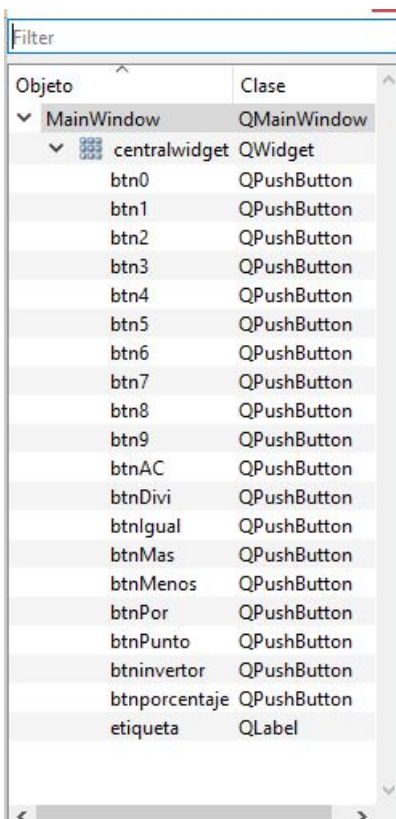 Filter
Objeto Clase
MainWindow QMainWindow
centralwidget QWidget
btn0 QPushButton
btn1 QPushButton
btn2 QPushButton
btn3 QPushButton
btn4 QPushButton
btn5 QPushButton
btn6 QPushButton
btn7 QPushButton
btn8 QPushButton
btn9 QPushButton
btnAC QPushButton
btnDivi QPushButton
btnIgual QPushButton
btnMas QPushButton
btnMenos QPushButton
btnPor QPushButton
btnPunto QPushButton
btninvertor QPushButton
btnporcentaje QPushButton
etiqueta QLabel